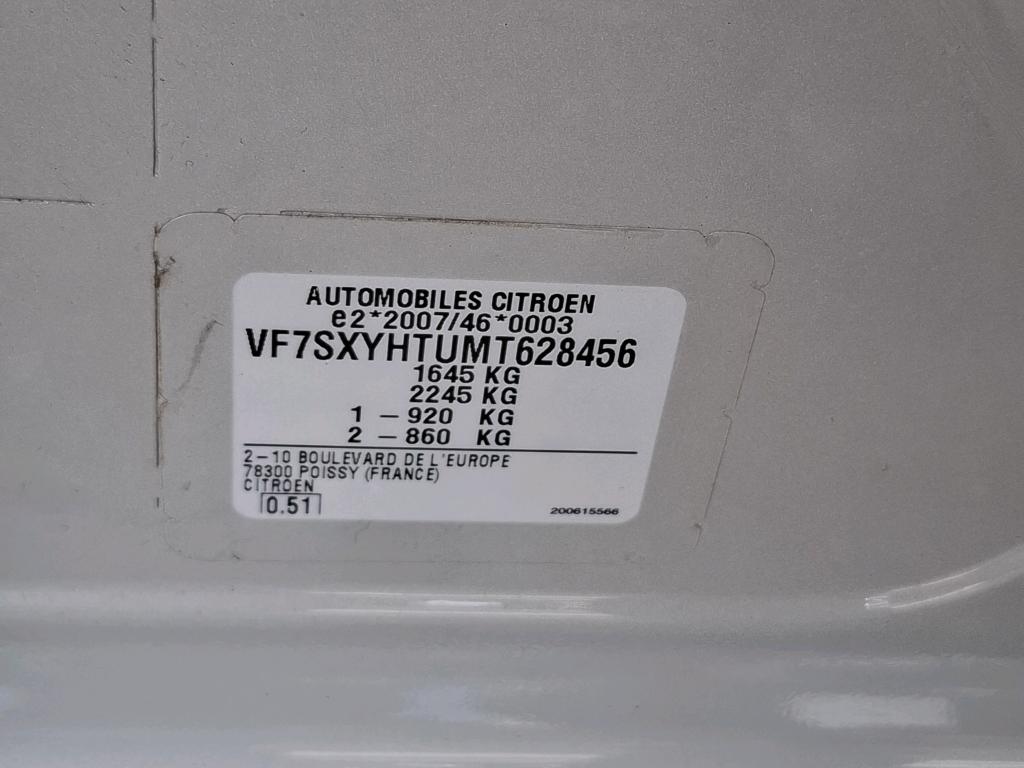 AUTOMOBILES CITROEN
e2*2007/46*0003
VF7SXYHTUMT628456
1645 KG
2245 KG
1 – 920 KG
2 – 860 KG
2–10 BOULEVARD DE L'EUROPE
78300 POISSY (FRANCE)
CITROEN
0.51
200615566